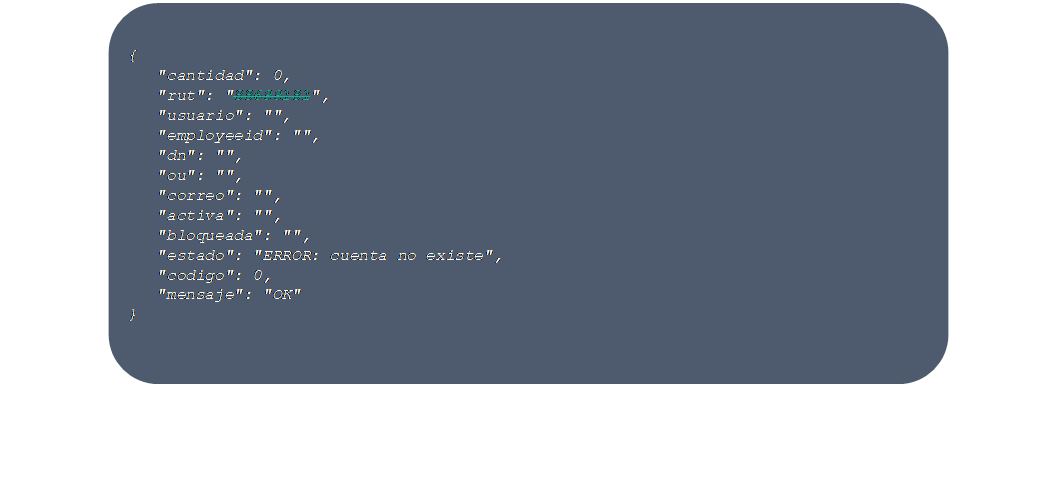 {
"cantidad": 0,
"rut": "",
"usuario": "",
"employeeid": "",
"dn": "",
"ou": "",
"correo": "",
"activa": "",
"bloqueada": "",
"estado": "ERROR: cuenta no existe",
"codigo": 0,
"mensaje": "OK"
}